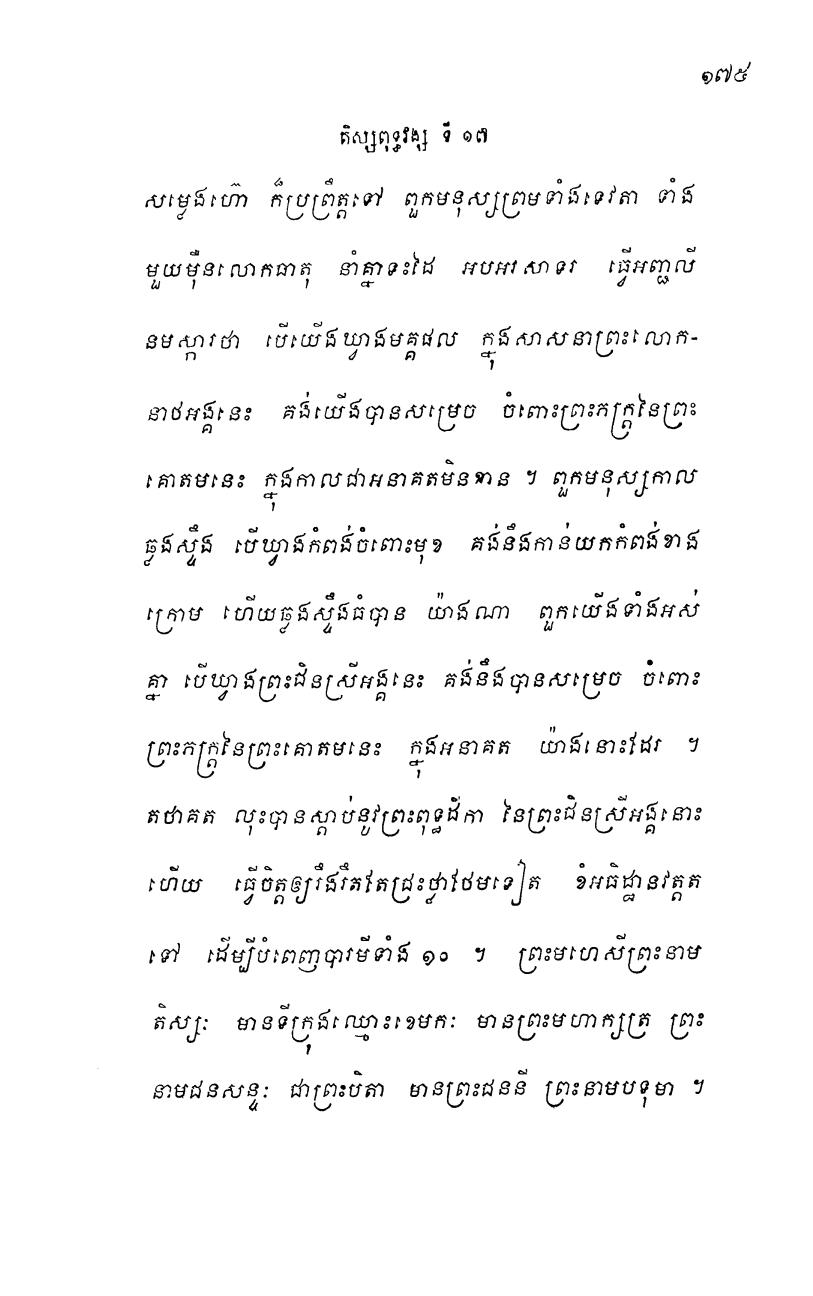 ១៧៥
តិស្សពុទ្ធវង្ស ទី ១៧
សម្លេងហ៊ោ ក៏ប្រព្រឹត្តទៅ ពួកមនុស្សព្រមទាំងទេវតា ទាំង
មួយម៉ឺនលោកធាតុ នាំគ្នាទះដៃ អបអរសាទរ ធ្វើអញ្ជលី
នមស្ការថា បើយើងឃ្វាងមគ្គផល ក្នុងសាសនាព្រះលោក-
នាថអង្គនេះ គង់យើងបានសម្រេច ចំពោះព្រះភក្ត្រនៃព្រះ
គោតមនេះ ក្នុងកាលជាអនាគតមិនខាន ។ ពួកមនុស្សកាល
ឆ្លងស្ទឹង បើឃ្វាងកំពង់ចំពោះមុខ គង់នឹងកាន់យកកំពង់ខាង
ក្រោម ហើយឆ្លងស្ទឹងធំបាន យ៉ាងណា ពួកយើងទាំងអស់
គ្នា បើឃ្វាងព្រះជិនស្រីអង្គនេះ គង់នឹងបានសម្រេច ចំពោះ
ព្រះភក្ត្រនៃព្រះគោតមនេះ ក្នុងអនាគត យ៉ាងនោះដែរ ។
តថាគត លុះបានស្តាប់នូវព្រះពុទ្ធដីកា នៃព្រះជិនស្រីអង្គនោះ
ហើយ ធ្វើចិត្តឲ្យរឹងរឹតតែជ្រះថ្លាថែមទៀត ខំអធិដ្ឋានវត្តត
ទៅ ដើម្បីបំពេញបារមីទាំង ១០ ។ ព្រះមហេសីព្រះនាម
តិស្សៈ មានទីក្រុងឈ្មោះខេមកៈ មានព្រះមហាក្សត្រ ព្រះ
នាមជនសន្ទៈ ជាព្រះបិតា មានព្រះជននី ព្រះនាមបទុមា ។